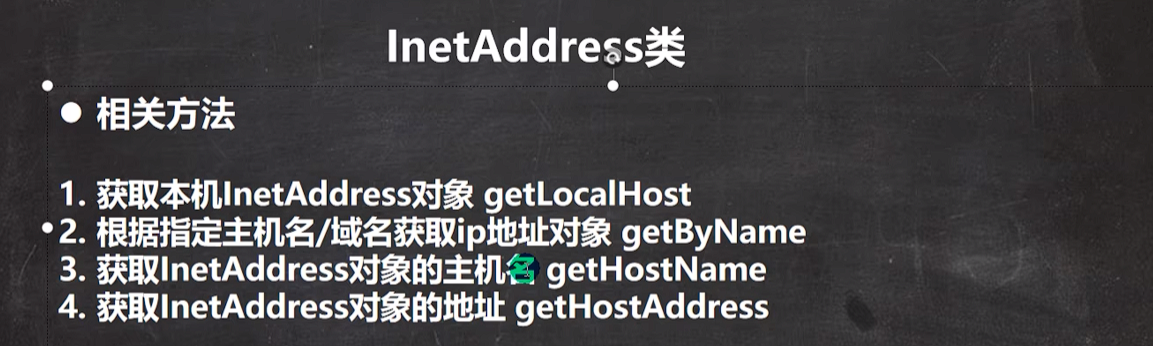 InetAddress类
● 相关方法
1. 获取本机InetAddress对象 getLocalHost
2. 根据指定主机名/域名获取ip地址对象 getByName
3. 获取InetAddress对象的主机名 getHostName
4. 获取InetAddress对象的地址 getHostAddress